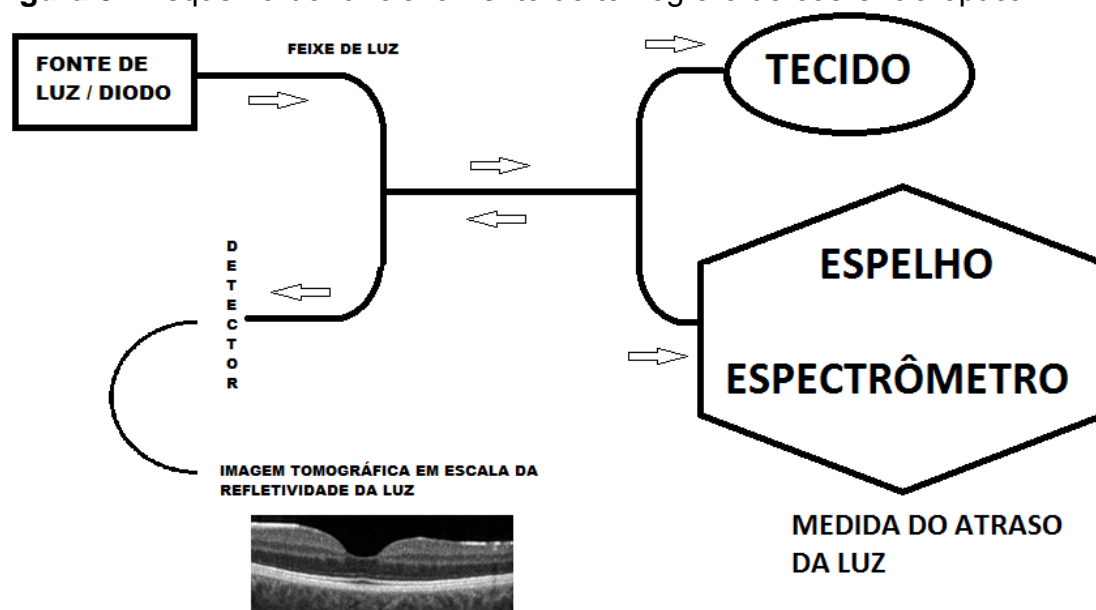 FEIXE DE LUZ
FONTE DE
LUZ / DIODO
TECIDO
ESPELHO
ESPECTRÔMETRO
DETECTOR
IMAGEM TOMOGRÁFICA EM ESCALA DA
REFLETIVIDADE DA LUZ
MEDIDA DO ATRASO
DA LUZ